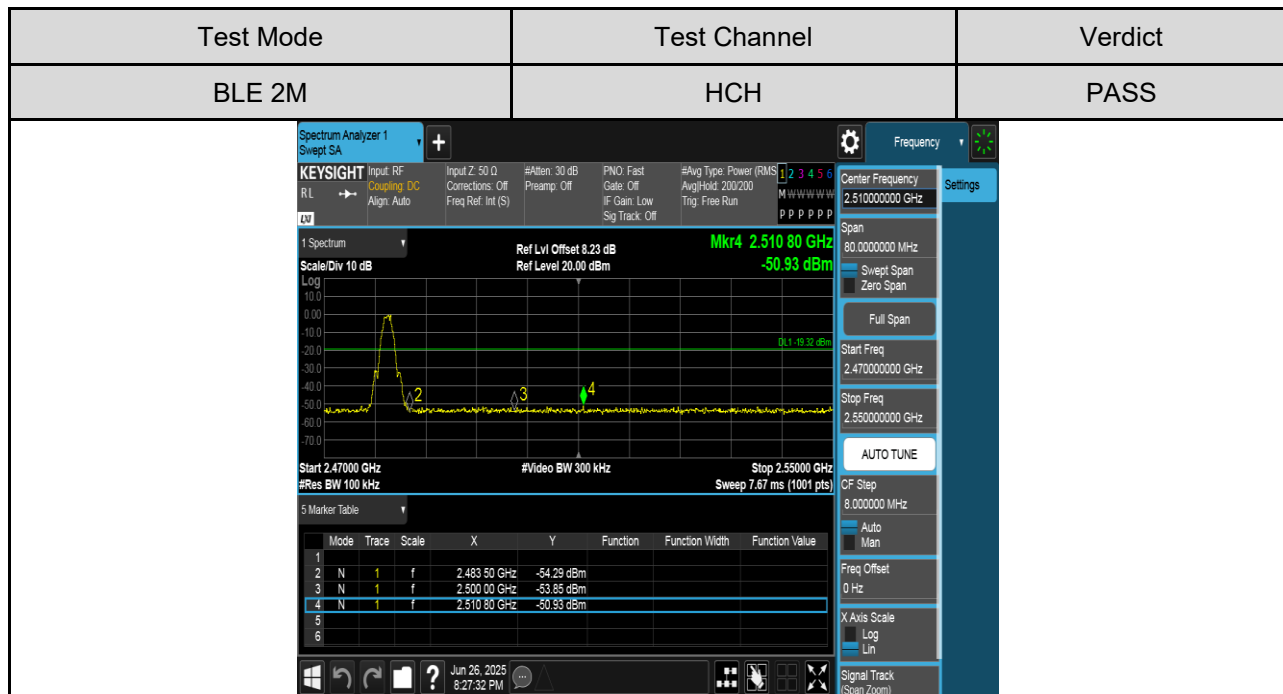 Test Mode Test Channel Verdict
BLE 2M HCH PASS
Spectrum Analyzer 1
Swept SA
+
Frequency
KEYSIGHT
RL
LXI
Input: RF
Coupling: DC
Align: Auto
Input Z: 50 Ω
Corrections: Off
Freq Ref: Int (S)
#Atten: 30 dB
Preamp: Off
PNO: Fast
Gate: Off
IF Gain: Low
Sig Track: Off
#Avg Type: Power (RMS
Avg|Hold: 200/200
Trig: Free Run
1 2 3 4 5 6
M W W W W W
P P P P P P
1 Spectrum
Scale/Div 10 dB
Ref Lvl Offset 8.23 dB
Ref Level 20.00 dBm
Mkr4 2.510 80 GHz
-50.93 dBm
Log
10.0
0.00
-10.0
-20.0
-30.0
-40.0
-50.0
-60.0
-70.0
DL1 -19.32 dBm
2
3
4
Start 2.47000 GHz #Video BW 300 kHz Stop 2.55000 GHz
#Res BW 100 kHz Sweep 7.67 ms (1001 pts)
5 Marker Table
Mode Trace Scale X Y Function Function Width Function Value
1
2 N 1 f 2.483 50 GHz -54.29 dBm
3 N 1 f 2.500 00 GHz -53.85 dBm
4 N 1 f 2.510 80 GHz -50.93 dBm
5
6
?
Jun 26, 2025
8:27:32 PM
Center Frequency
2.510000000 GHz
Settings
Span
80.0000000 MHz
Swept Span
Zero Span
Full Span
Start Freq
2.470000000 GHz
Stop Freq
2.550000000 GHz
AUTO TUNE
CF Step
8.000000 MHz
Auto
Man
Freq Offset
0 Hz
X Axis Scale
Log
Lin
Signal Track
(Span Zoom)